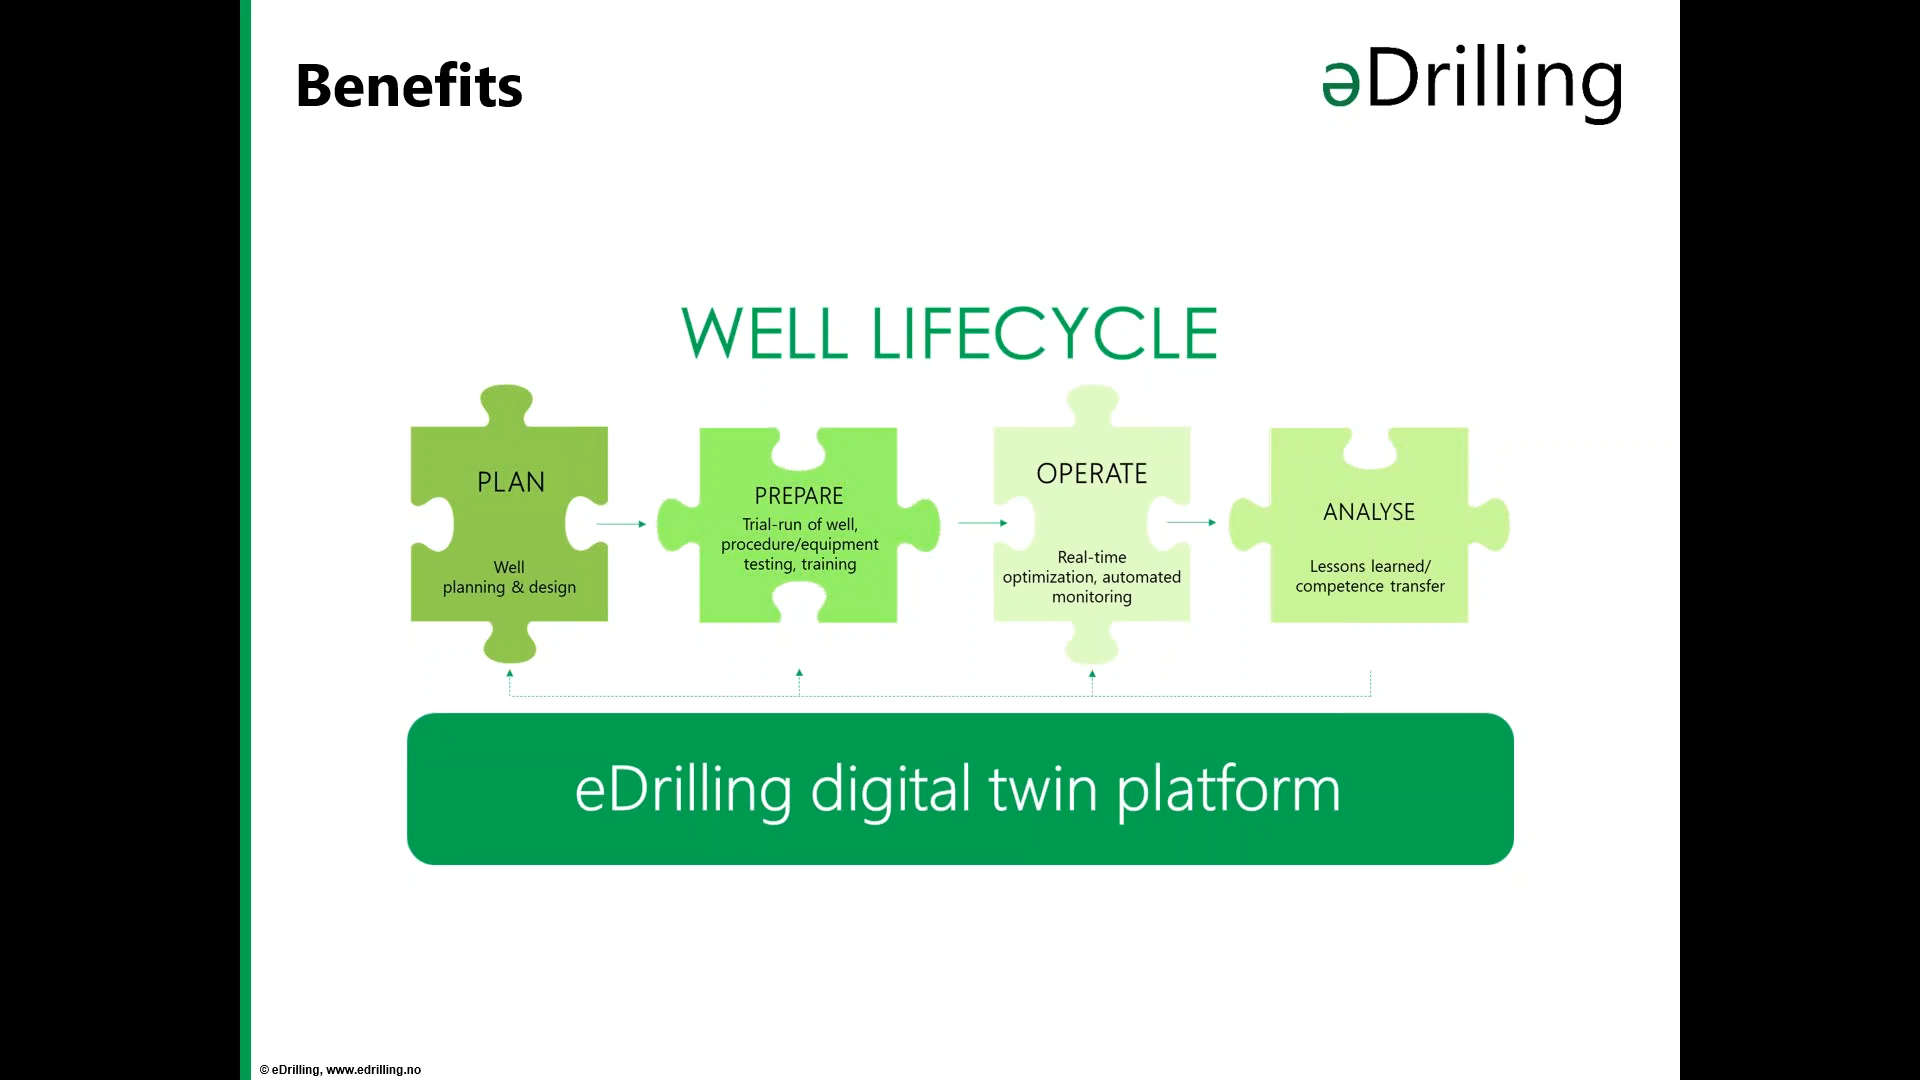 Benefits
əDrilling
WELL LIFECYCLE
PLAN
Well
planning & design
PREPARE
Trial-run of well,
procedure/equipment
testing, training
OPERATE
Real-time
optimization, automated
monitoring
ANALYSE
Lessons learned/
competence transfer
eDrilling digital twin platform
© eDrilling, www.edrilling.no